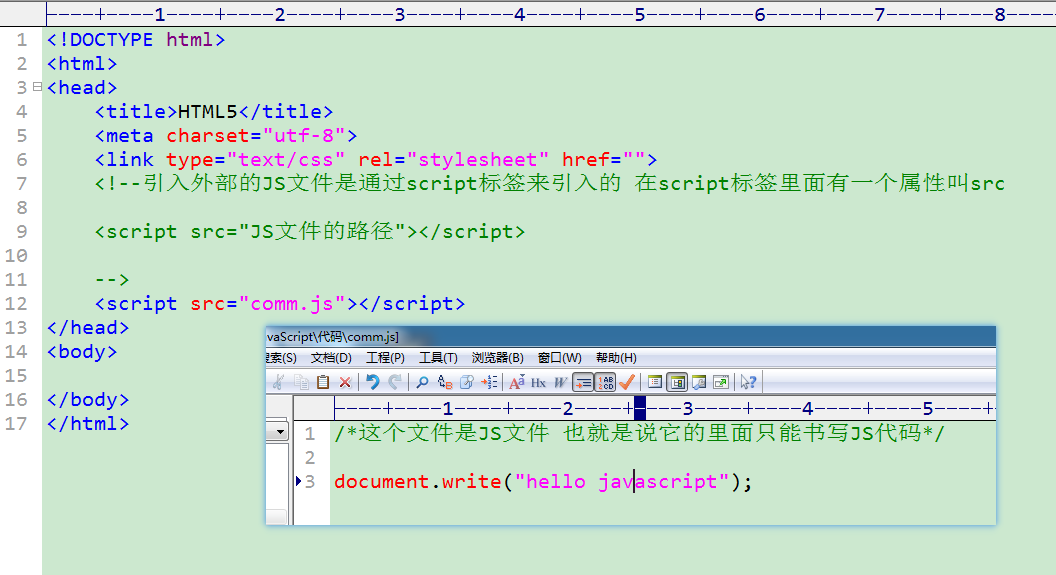 ----+----1----+----2----+----3----+----4----+----5----+----6----+----7----+----8----
1 <!DOCTYPE html>
2 <html>
3 <head>
4 <title>HTML5</title>
5 <meta charset="utf-8">
6 <link type="text/css" rel="stylesheet" href="">
7 <!--引入外部的JS文件是通过script标签来引入的 在script标签里面有一个属性叫src
8
9 <script src="JS文件的路径"></script>
10
11 -->
12 <script src="comm.js"></script>
13 </head>
14 <body>
15
16 </body>
17 </html>
vaScript\代码\comm.js]
搜索(S) 文档(D) 工程(P) 工具(T) 浏览器(B) 窗口(W) 帮助(H)
----+----1----+----2----+----3----+----4----+----5----+
1 /*这个文件是JS文件 也就是说它的里面只能书写JS代码*/
2
3 document.write("hello javascript");